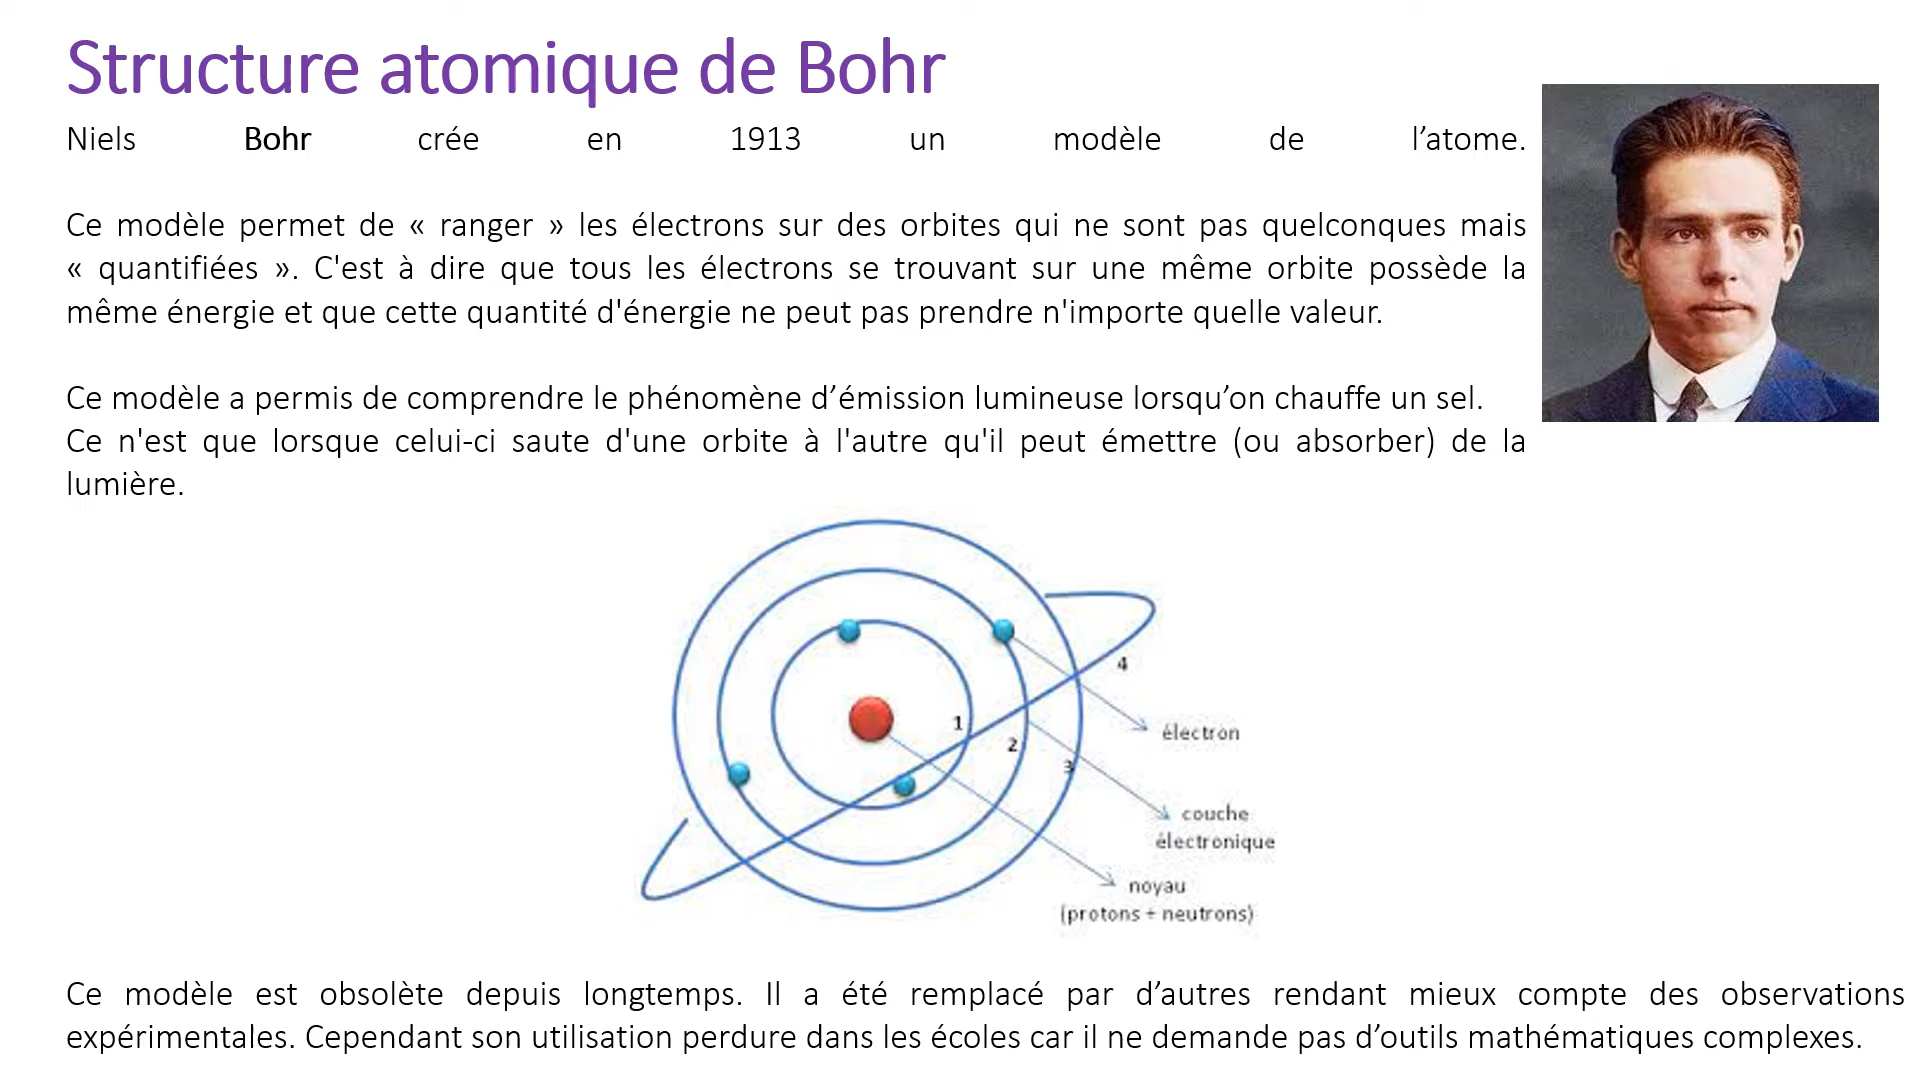 Structure atomique de Bohr
Niels Bohr crée en 1913 un modèle de l’atome.
Ce modèle permet de « ranger » les électrons sur des orbites qui ne sont pas quelconques mais
« quantifiées ». C'est à dire que tous les électrons se trouvant sur une même orbite possède la
même énergie et que cette quantité d'énergie ne peut pas prendre n'importe quelle valeur.
Ce modèle a permis de comprendre le phénomène d’émission lumineuse lorsqu’on chauffe un sel.
Ce n'est que lorsque celui-ci saute d'une orbite à l'autre qu'il peut émettre (ou absorber) de la
lumière.
4
1
électron
2
3
couche
électronique
noyau
(protons + neutrons)
Ce modèle est obsolète depuis longtemps. Il a été remplacé par d’autres rendant mieux compte des observations
expérimentales. Cependant son utilisation perdure dans les écoles car il ne demande pas d’outils mathématiques complexes.